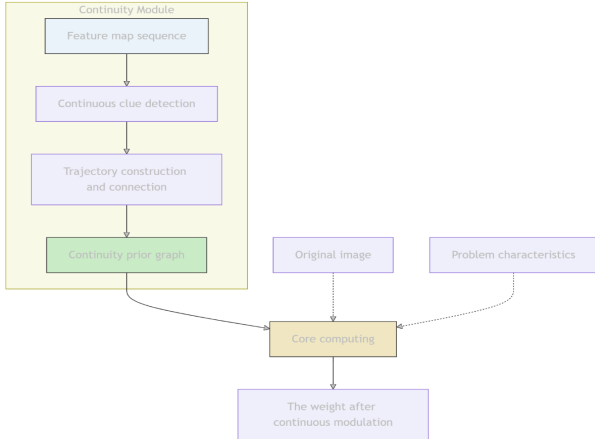 Continuity Module
Feature map sequence
Continuous clue detection
Trajectory construction
and connection
Continuity prior graph
Original image
Problem characteristics
Core computing
The weight after
continuous modulation